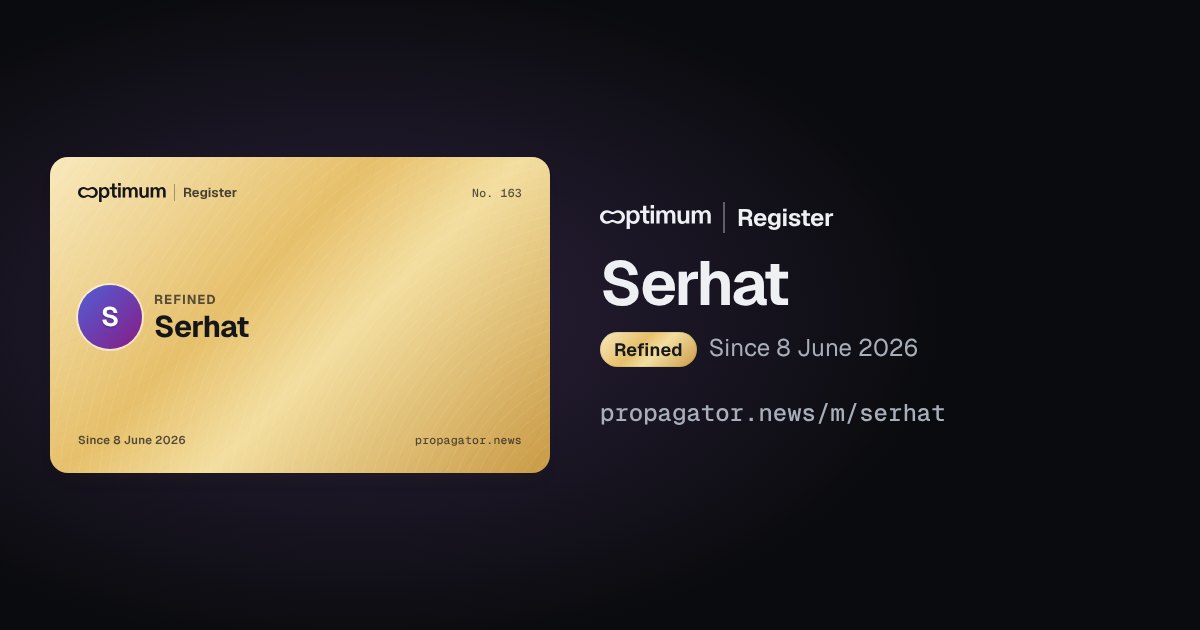 optimum | Register
No. 163
S
REFINED
Serhat
Since 8 June 2026
propagator.news
optimum | Register
Serhat
Refined Since 8 June 2026
propagator.news/m/serhat